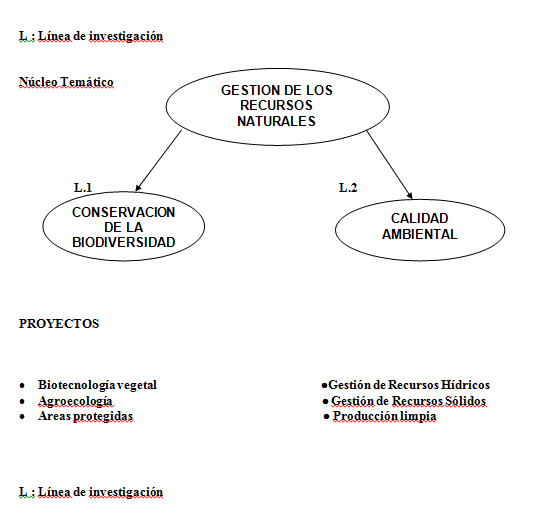 L : Línea de investigación
Núcleo Temático
GESTION DE LOS
RECURSOS
NATURALES
L.1
L.2
CONSERVACION
DE LA
BIODIVERSIDAD
CALIDAD
AMBIENTAL
PROYECTOS
• Biotecnología vegetal
• Agroecología
• Areas protegidas
●Gestión de Recursos Hídricos
● Gestión de Recursos Sólidos
● Producción limpia
L : Línea de investigación